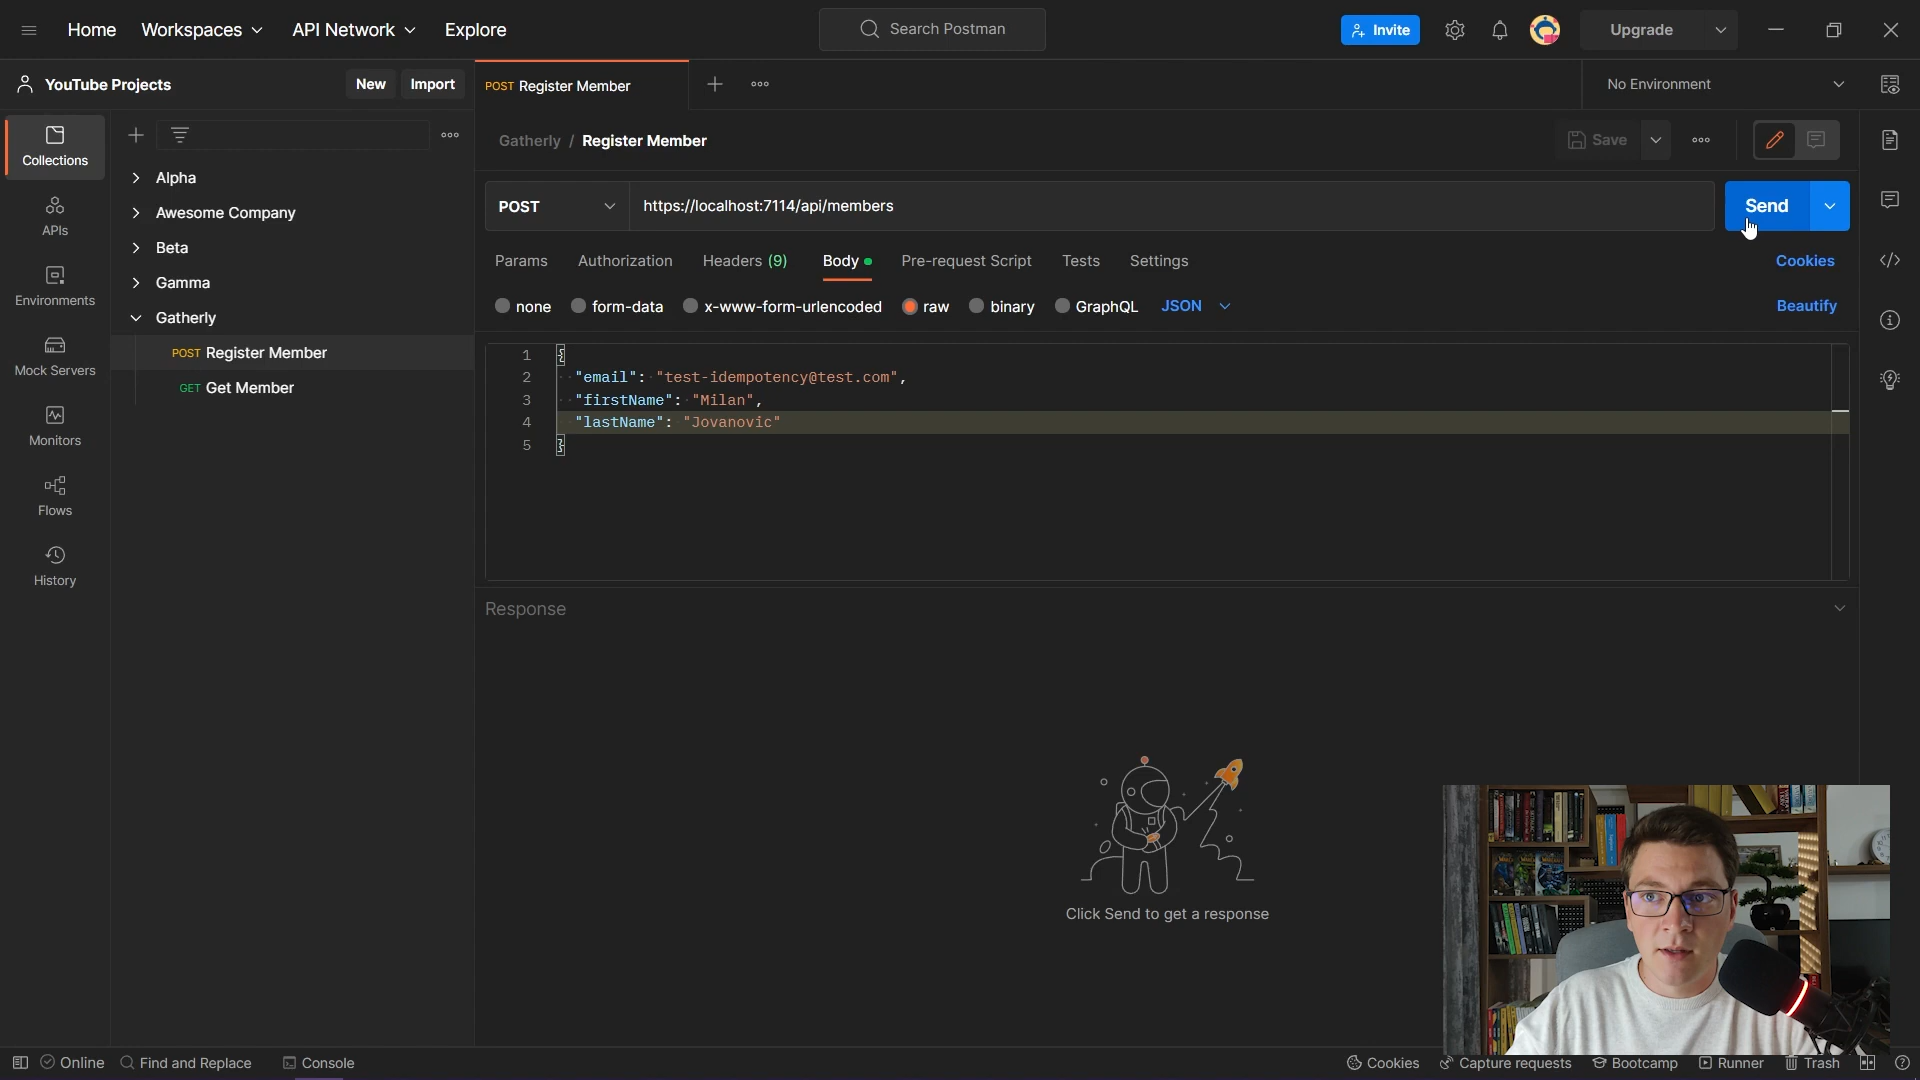 Home Workspaces API Network Explore Search Postman Invite Upgrade
YouTube Projects New Import POST Register Member No Environment
Gatherly / Register Member Save
Collections
APIs
Environments
Mock Servers
Monitors
Flows
History
Alpha
Awesome Company
Beta
Gamma
Gatherly
POST Register Member
GET Get Member
POST https://localhost:7114/api/members Send
Params Authorization Headers (9) Body Pre-request Script Tests Settings Cookies
none form-data x-www-form-urlencoded raw binary GraphQL JSON Beautify
1 {
2 "email": "test-idempotency@test.com",
3 "firstName": "Milan",
4 "lastName": "Jovanovic"
5 }
Response
Click Send to get a response
Online Find and Replace Console Cookies Capture requests Bootcamp Runner Trash